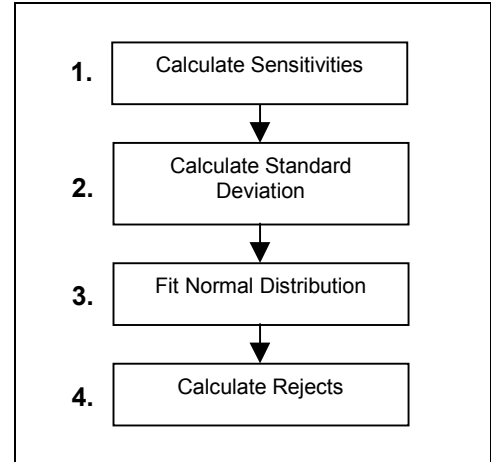 1. Calculate Sensitivities
2. Calculate Standard
Deviation
3. Fit Normal Distribution
4. Calculate Rejects